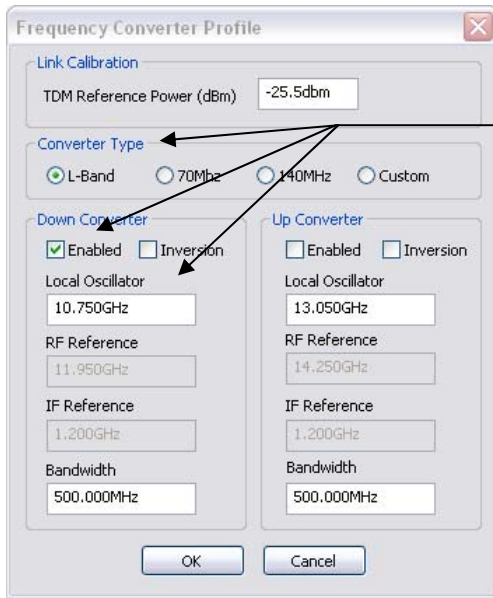 Frequency Converter Profile
Link Calibration
TDM Reference Power (dBm) -25.5dbm
Converter Type
L-Band 70Mhz 140MHz Custom
Down Converter
Enabled Inversion
Local Oscillator
10.750GHz
RF Reference
11.950GHz
IF Reference
1.200GHz
Bandwidth
500.000MHz
Up Converter
Enabled Inversion
Local Oscillator
13.050GHz
RF Reference
14.250GHz
IF Reference
1.200GHz
Bandwidth
500.000MHz
OK Cancel